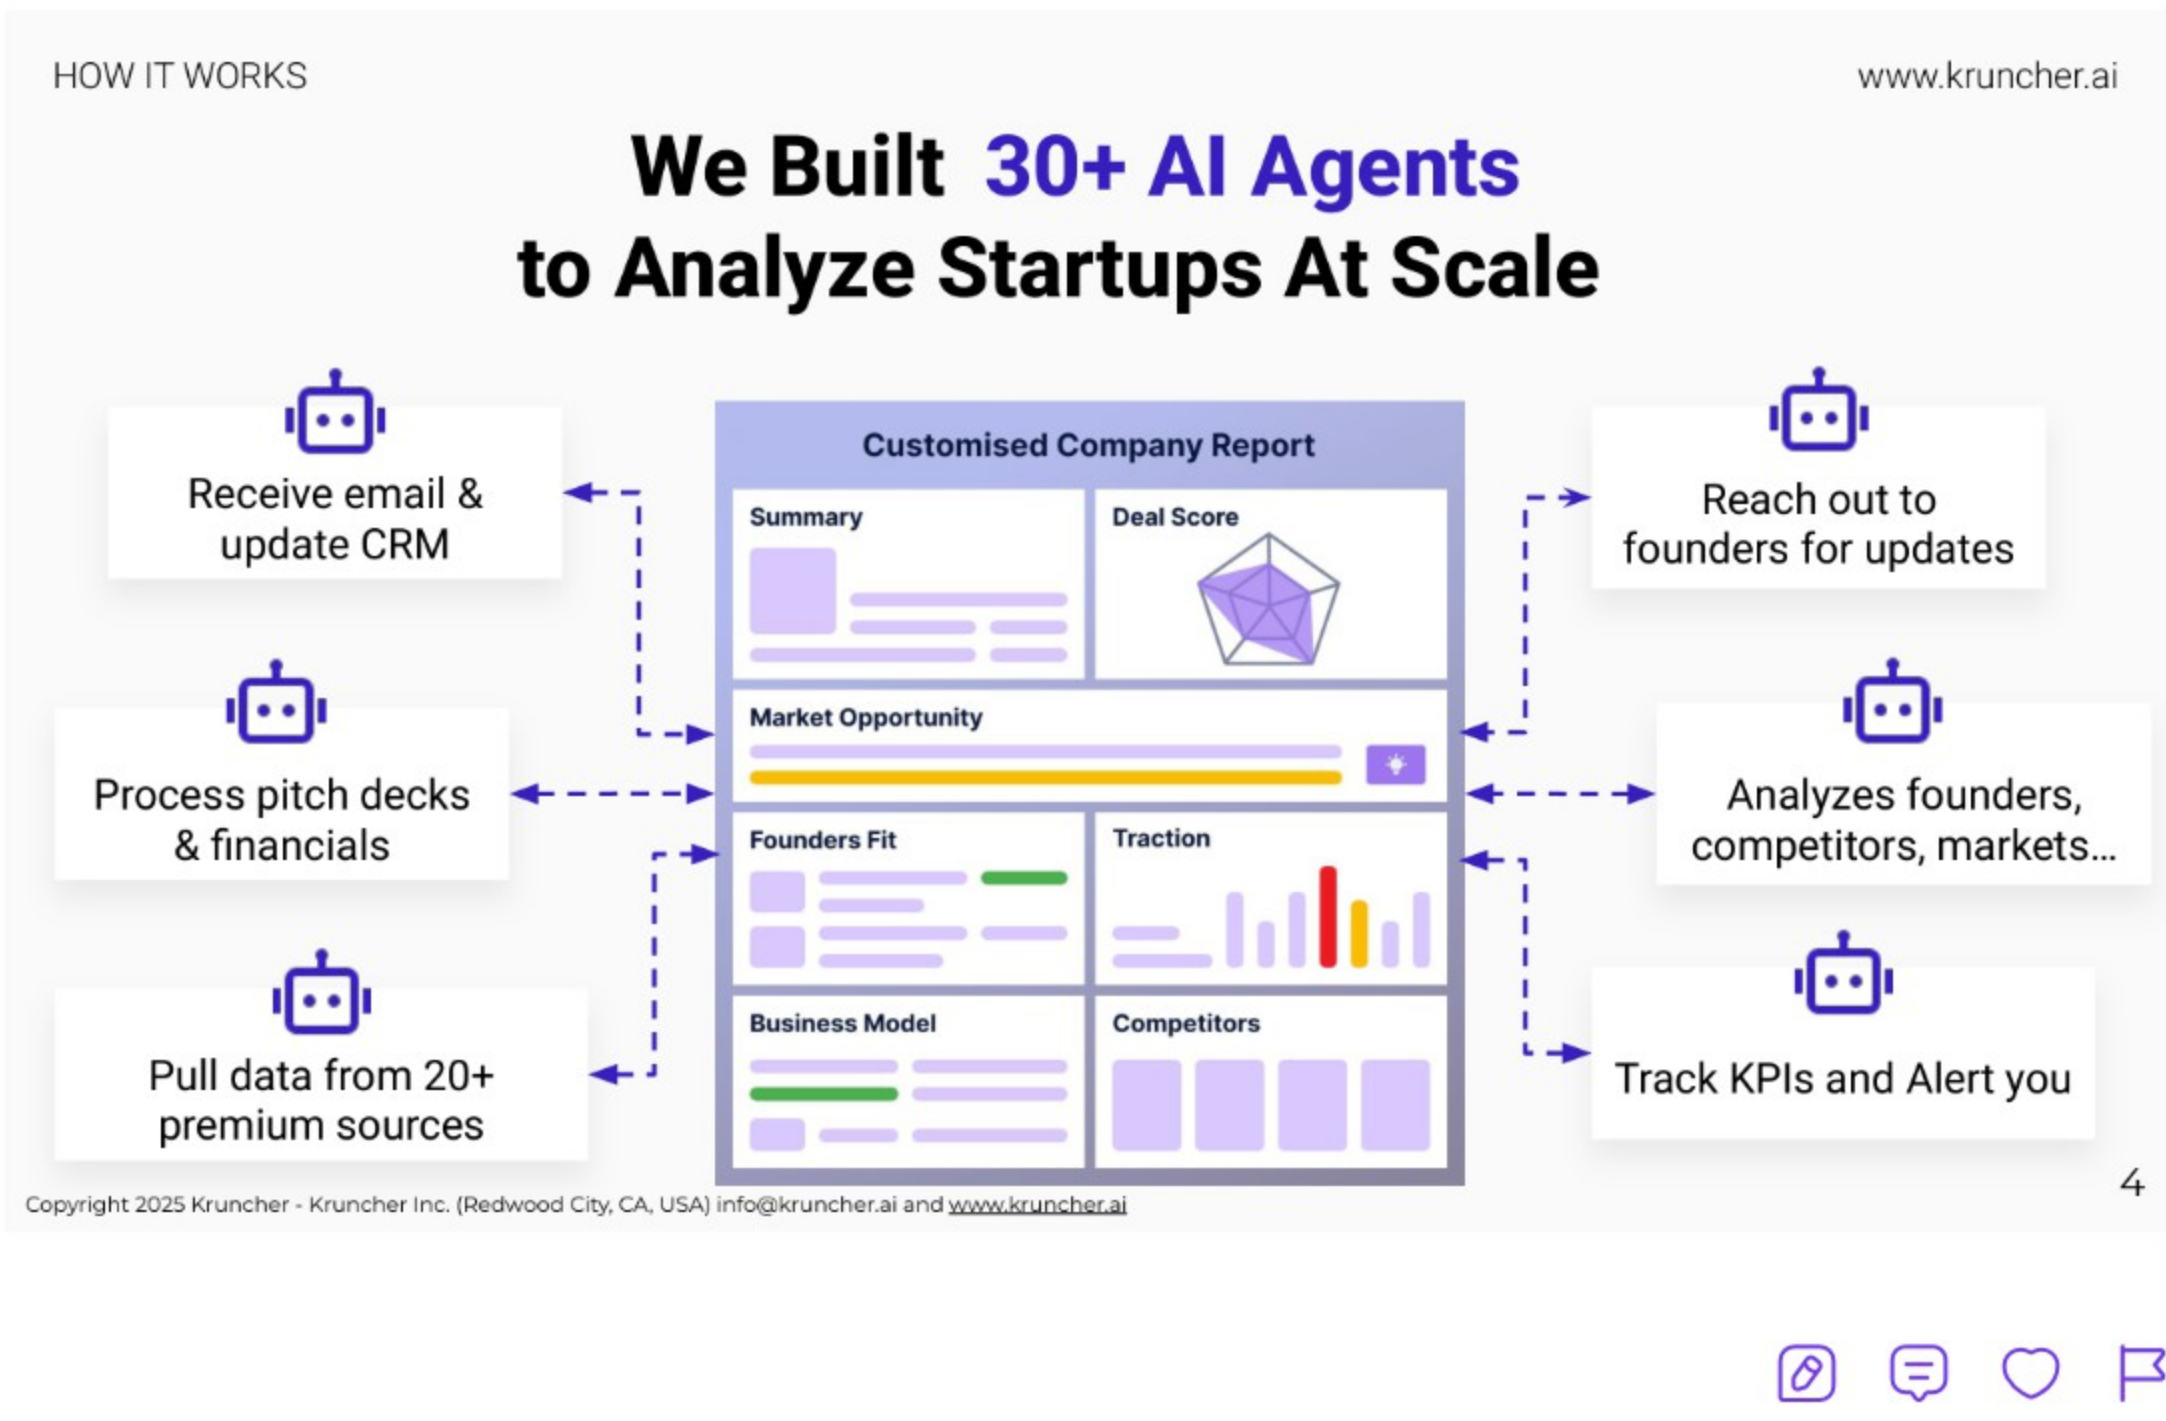 HOW IT WORKS
www.kruncher.ai
We Built 30+ AI Agents
to Analyze Startups At Scale
Receive email &
update CRM
Process pitch decks
& financials
Pull data from 20+
premium sources
Customised Company Report
Summary
Deal Score
Market Opportunity
Founders Fit
Traction
Business Model
Competitors
Reach out to
founders for updates
Analyzes founders,
competitors, markets...
Track KPIs and Alert you
4
Copyright 2025 Kruncher - Kruncher Inc. (Redwood City, CA, USA) info@kruncher.ai and www.kruncher.ai